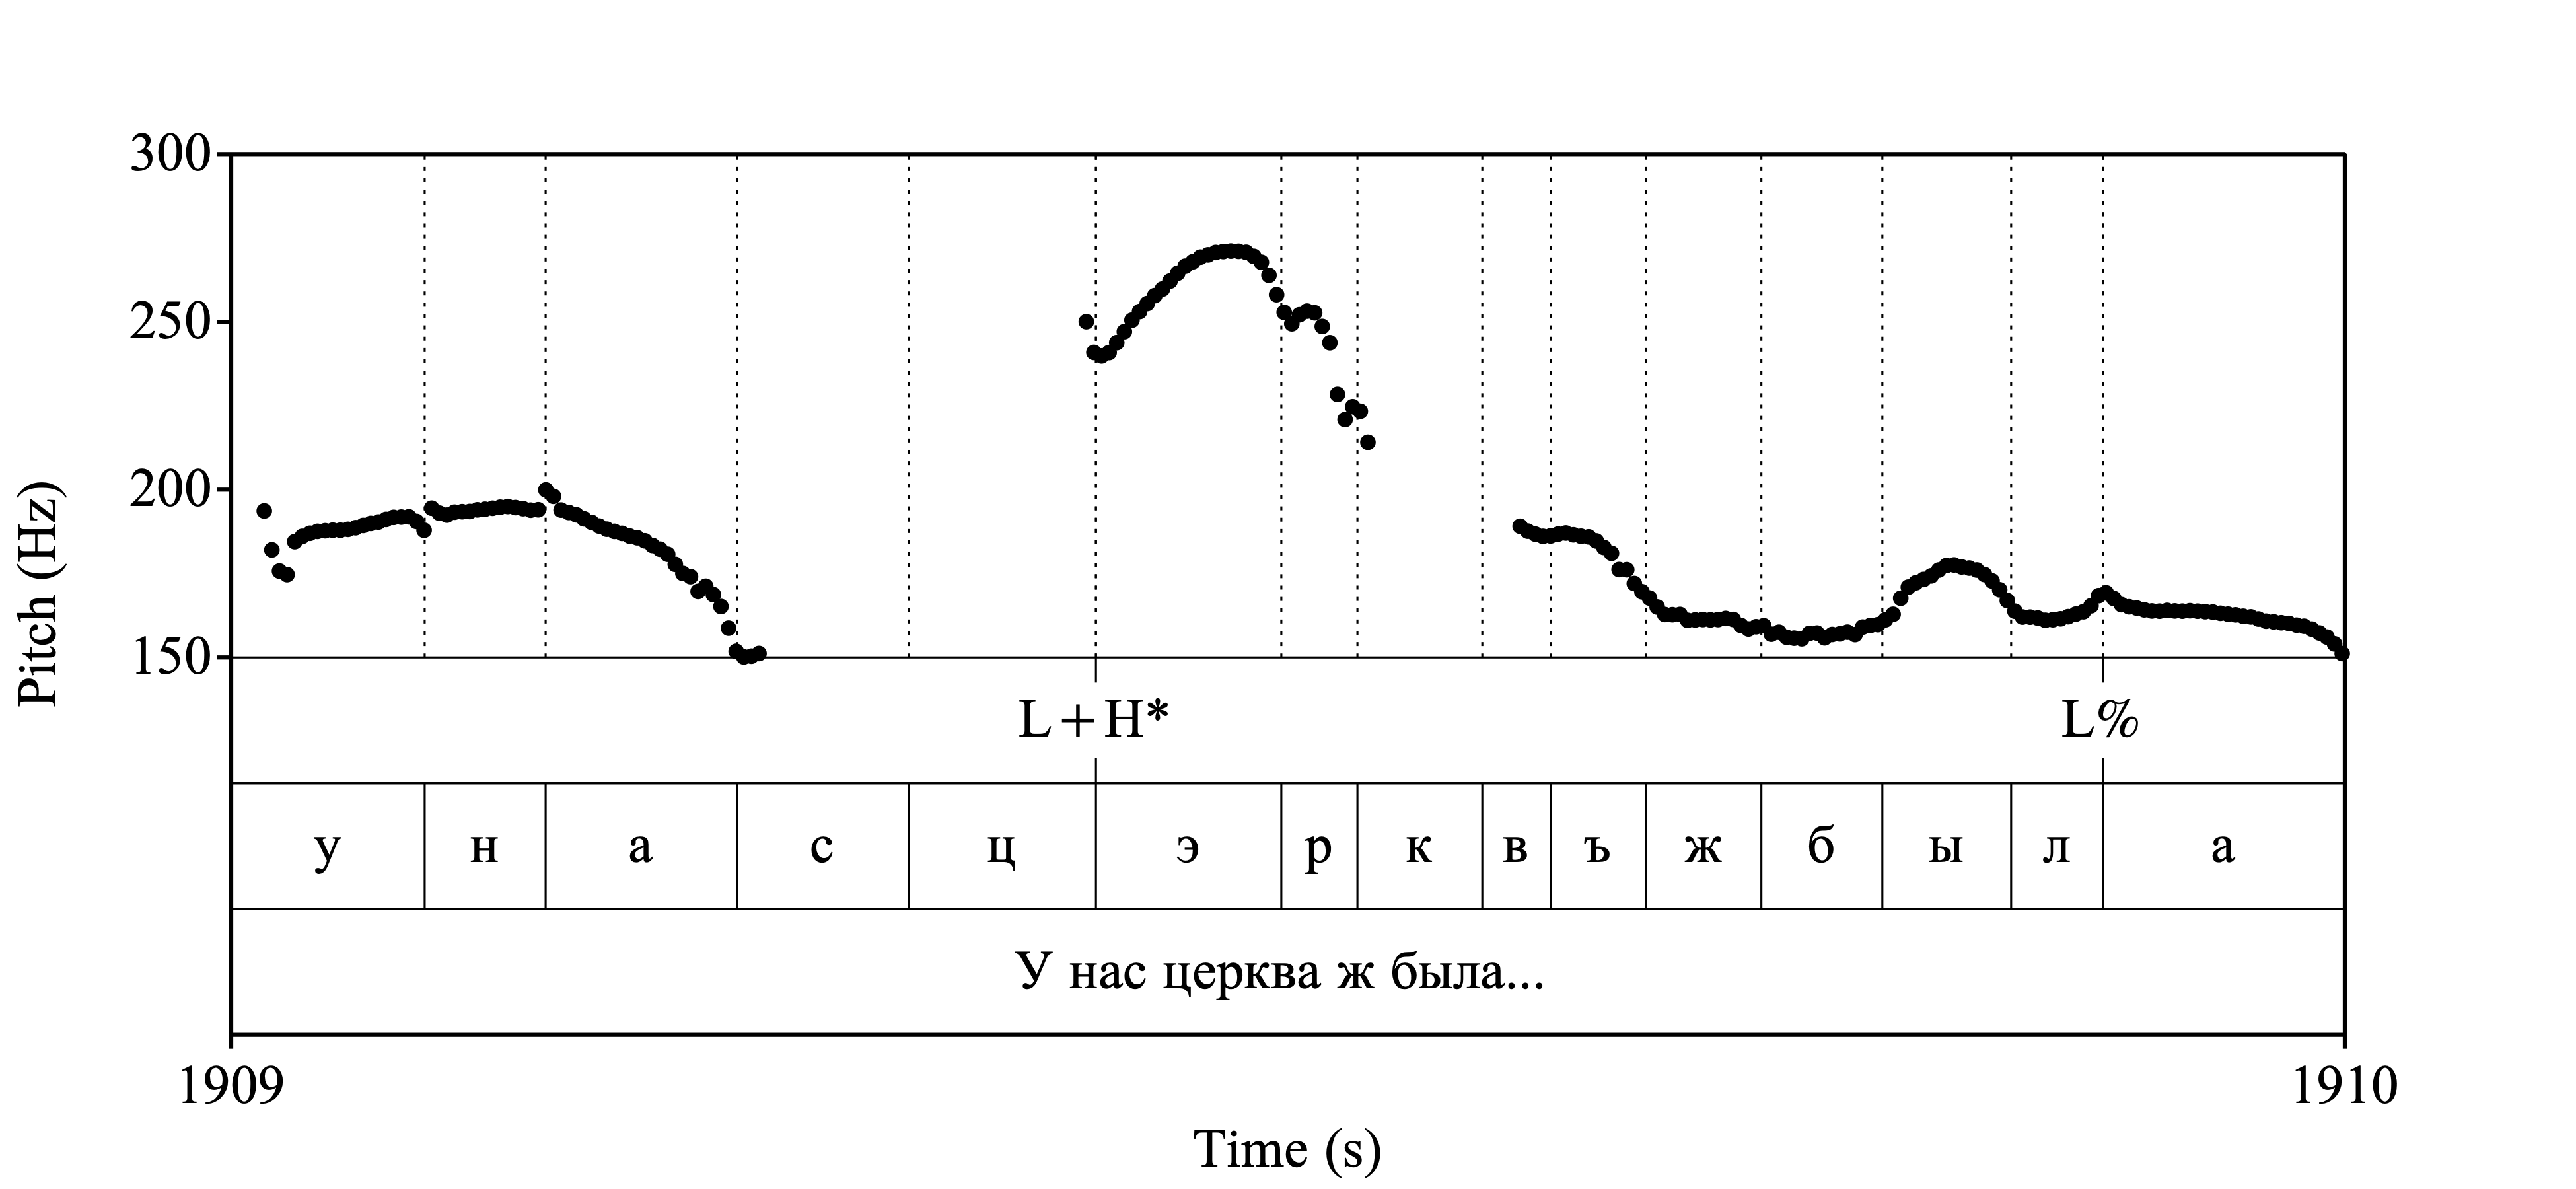 Pitch (Hz)
300
250
200
150
L+H* L%
у н а с ц э р к в ъ ж б ы л а
У нас церква ж была...
1909 1910
Time (s)